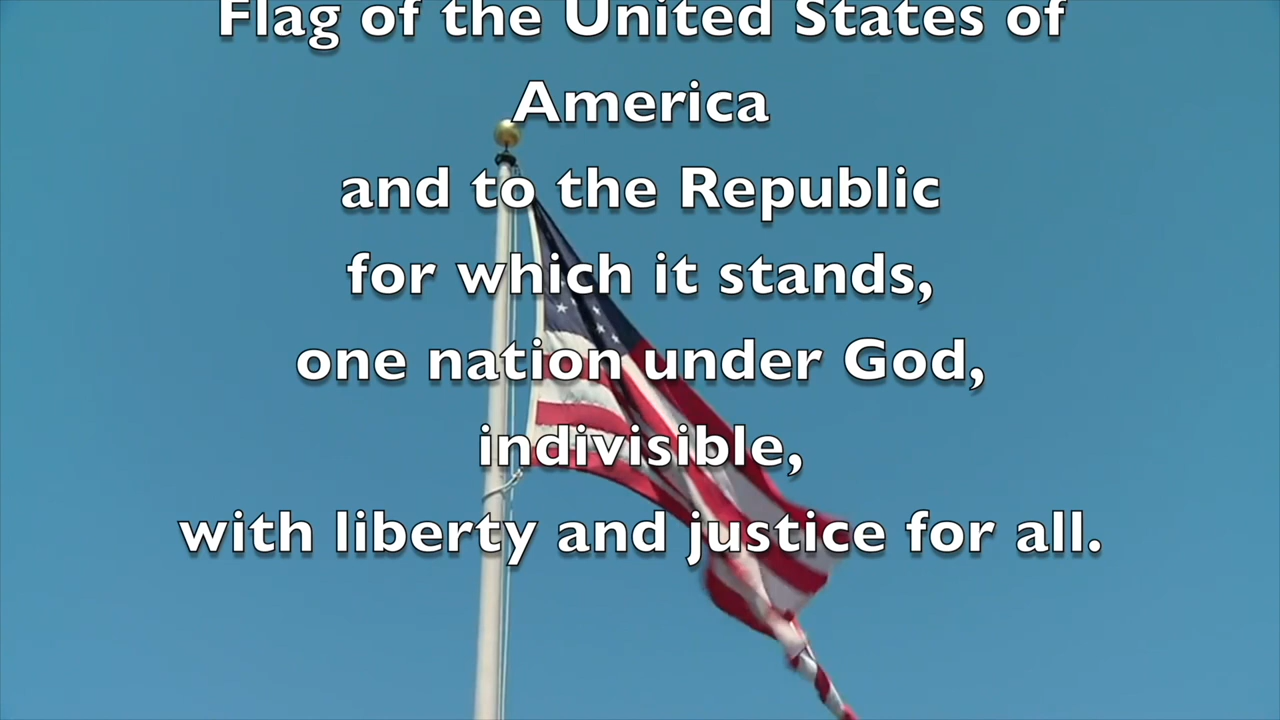 Flag of the United States of
America
and to the Republic
for which it stands,
one nation under God,
indivisible,
with liberty and justice for all.